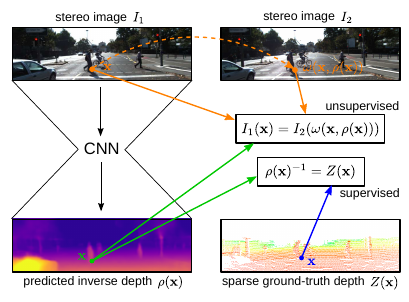 stereo image I₁
stereo image I₂
x
unsupervised
I₁(x) = I₂(ω(x, ρ(x)))
CNN
ρ(x)⁻¹ = Z(x)
supervised
x
x
predicted inverse depth ρ(x)
sparse ground-truth depth Z(x)